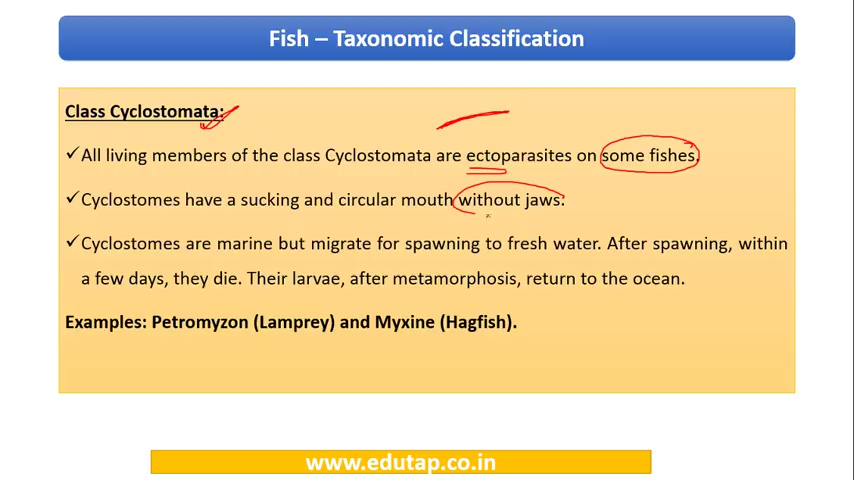 Fish – Taxonomic Classification
Class Cyclostomata:
✓All living members of the class Cyclostomata are ectoparasites on some fishes.
✓Cyclostomes have a sucking and circular mouth without jaws.
✓Cyclostomes are marine but migrate for spawning to fresh water. After spawning, within
a few days, they die. Their larvae, after metamorphosis, return to the ocean.
Examples: Petromyzon (Lamprey) and Myxine (Hagfish).
www.edutap.co.in